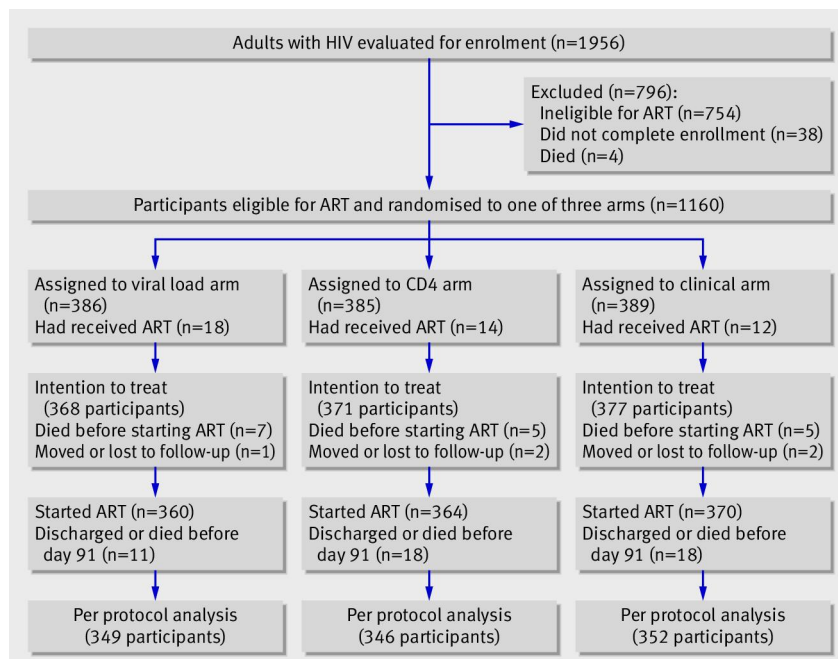 Adults with HIV evaluated for enrolment (n=1956)
Excluded (n=796):
Ineligible for ART (n=754)
Did not complete enrollment (n=38)
Died (n=4)
Participants eligible for ART and randomised to one of three arms (n=1160)
Assigned to viral load arm
(n=386)
Had received ART (n=18)
Assigned to CD4 arm
(n=385)
Had received ART (n=14)
Assigned to clinical arm
(n=389)
Had received ART (n=12)
Intention to treat
(368 participants)
Died before starting ART (n=7)
Moved or lost to follow-up (n=1)
Intention to treat
(371 participants)
Died before starting ART (n=5)
Moved or lost to follow-up (n=2)
Intention to treat
(377 participants)
Died before starting ART (n=5)
Moved or lost to follow-up (n=2)
Started ART (n=360)
Discharged or died before
day 91 (n=11)
Started ART (n=364)
Discharged or died before
day 91 (n=18)
Started ART (n=370)
Discharged or died before
day 91 (n=18)
Per protocol analysis
(349 participants)
Per protocol analysis
(346 participants)
Per protocol analysis
(352 participants)